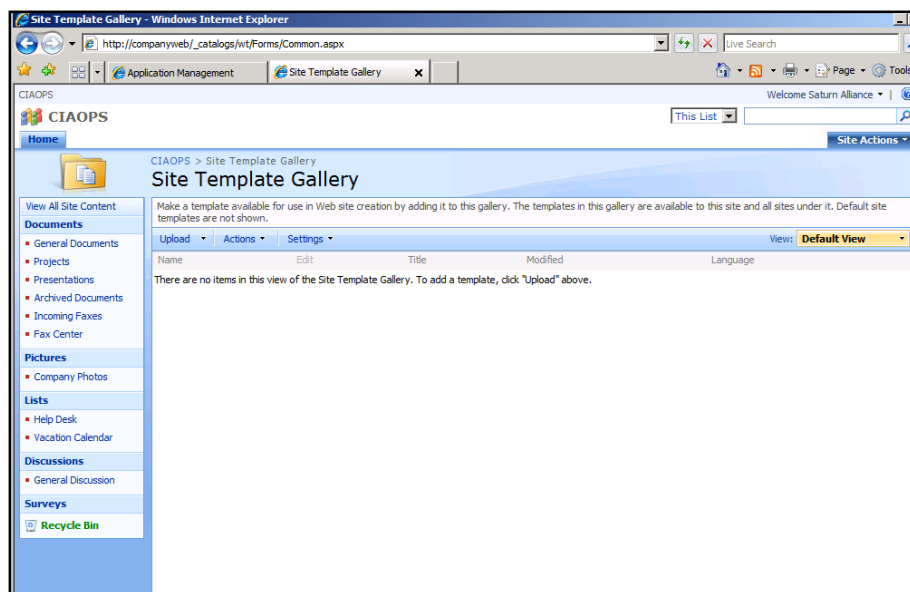 Site Template Gallery - Windows Internet Explorer
http://companyweb/_catalogs/wt/Forms/Common.aspx
Live Search
Application Management
Site Template Gallery
Page
Tools
CIAOPS
Welcome Saturn Alliance
CIAOPS
This List
Home
Site Actions
CIAOPS > Site Template Gallery
Site Template Gallery
View All Site Content
Documents
General Documents
Projects
Presentations
Archived Documents
Incoming Faxes
Fax Center
Pictures
Company Photos
Lists
Help Desk
Vacation Calendar
Discussions
General Discussion
Surveys
Recycle Bin
Make a template available for use in Web site creation by adding it to this gallery. The templates in this gallery are available to this site and all sites under it. Default site
templates are not shown.
Upload Actions Settings View: Default View
Name Edit Title Modified Language
There are no items in this view of the Site Template Gallery. To add a template, click "Upload" above.